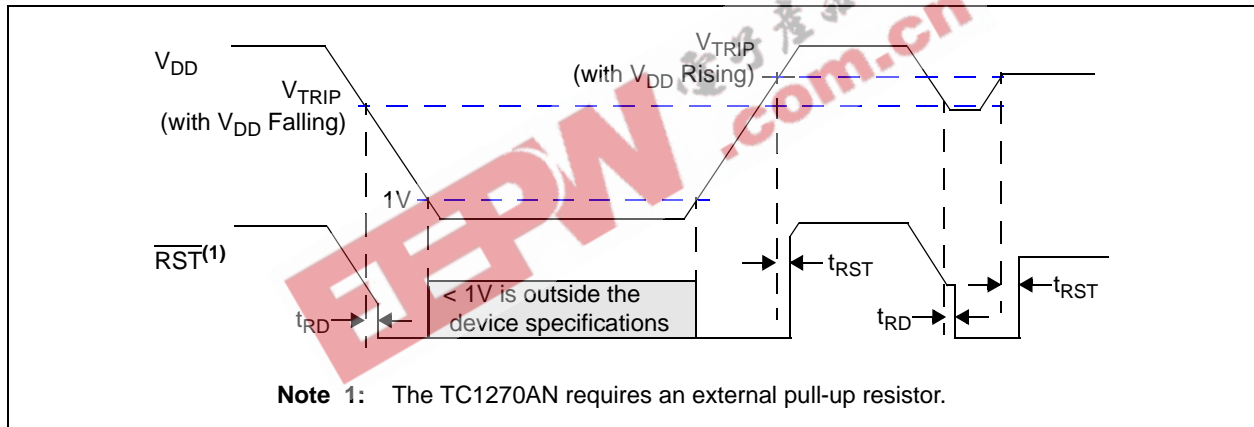 VDD
VTRIP
(with VDD Falling)
VTRIP
(with VDD Rising)
1V
RST(1)
tRD
< 1V is outside the
device specifications
tRST
tRD
tRST
Note 1: The TC1270AN requires an external pull-up resistor.
EEPW
.com.cn